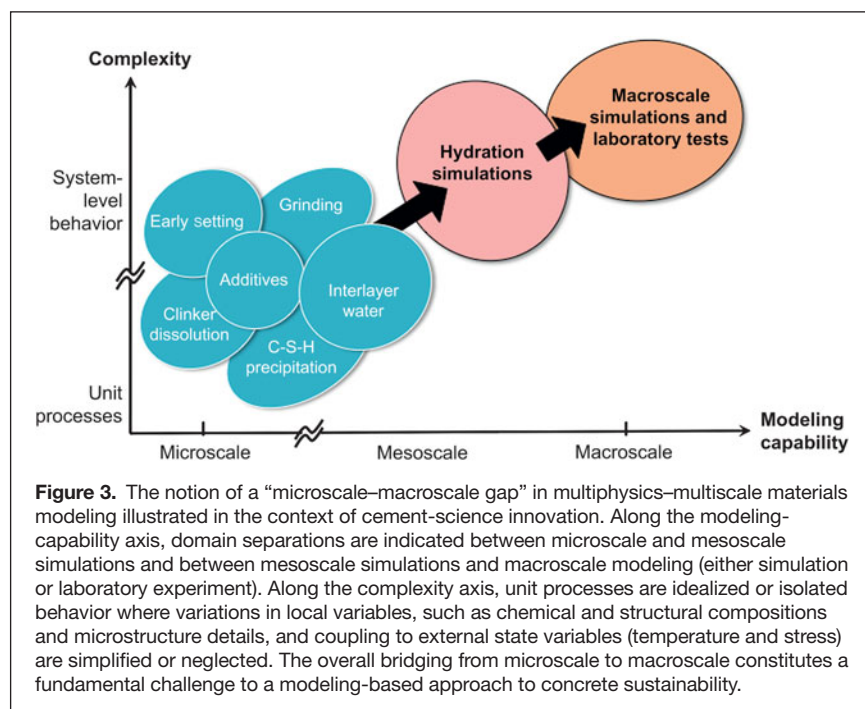 Complexity
System-
level
behavior
Unit
processes
Early setting
Grinding
Additives
Clinker
dissolution
Interlayer
water
C-S-H
precipitation
Hydration
simulations
Macroscale
simulations and
laboratory tests
Microscale
Mesoscale
Macroscale
Modeling
capability
Figure 3. The notion of a “microscale–macroscale gap” in multiphysics–multiscale materials
modeling illustrated in the context of cement-science innovation. Along the modeling-
capability axis, domain separations are indicated between microscale and mesoscale
simulations and between mesoscale simulations and macroscale modeling (either simulation
or laboratory experiment). Along the complexity axis, unit processes are idealized or isolated
behavior where variations in local variables, such as chemical and structural compositions
and microstructure details, and coupling to external state variables (temperature and stress)
are simplified or neglected. The overall bridging from microscale to macroscale constitutes a
fundamental challenge to a modeling-based approach to concrete sustainability.